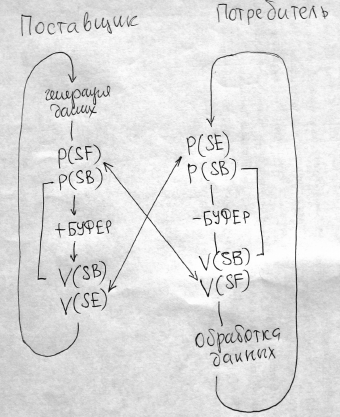 Поставщик
генерация
данных
P(SF)
P(SB)
+БУФЕР
V(SB)
V(SE)
Потребитель
P(SE)
P(SB)
-БУФЕР
V(SB)
V(SF)
Обработка
данных